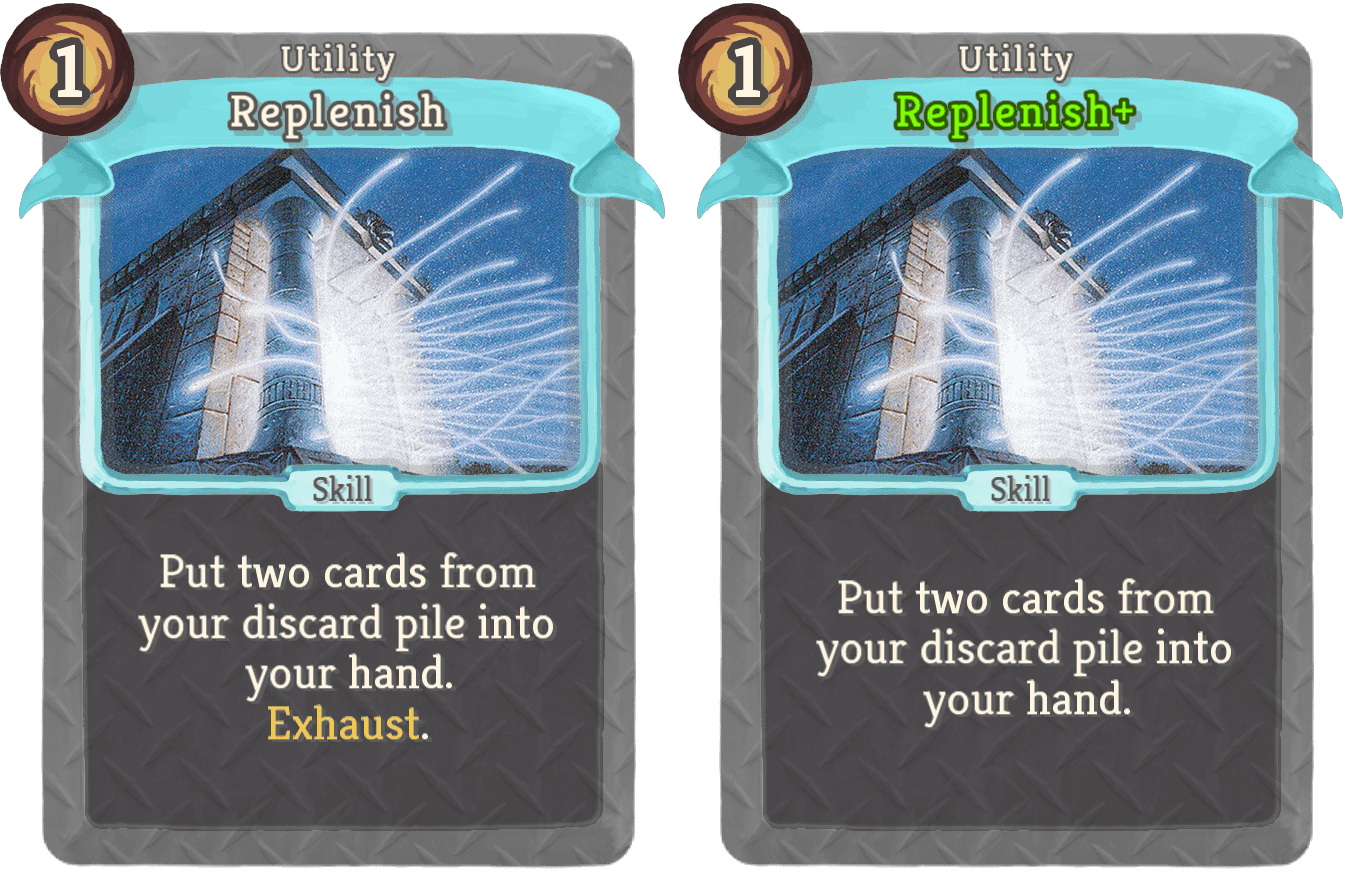 1
Utility
Replenish
Skill
Put two cards from
your discard pile into
your hand.
Exhaust.
1
Utility
Replenish+
Skill
Put two cards from
your discard pile into
your hand.